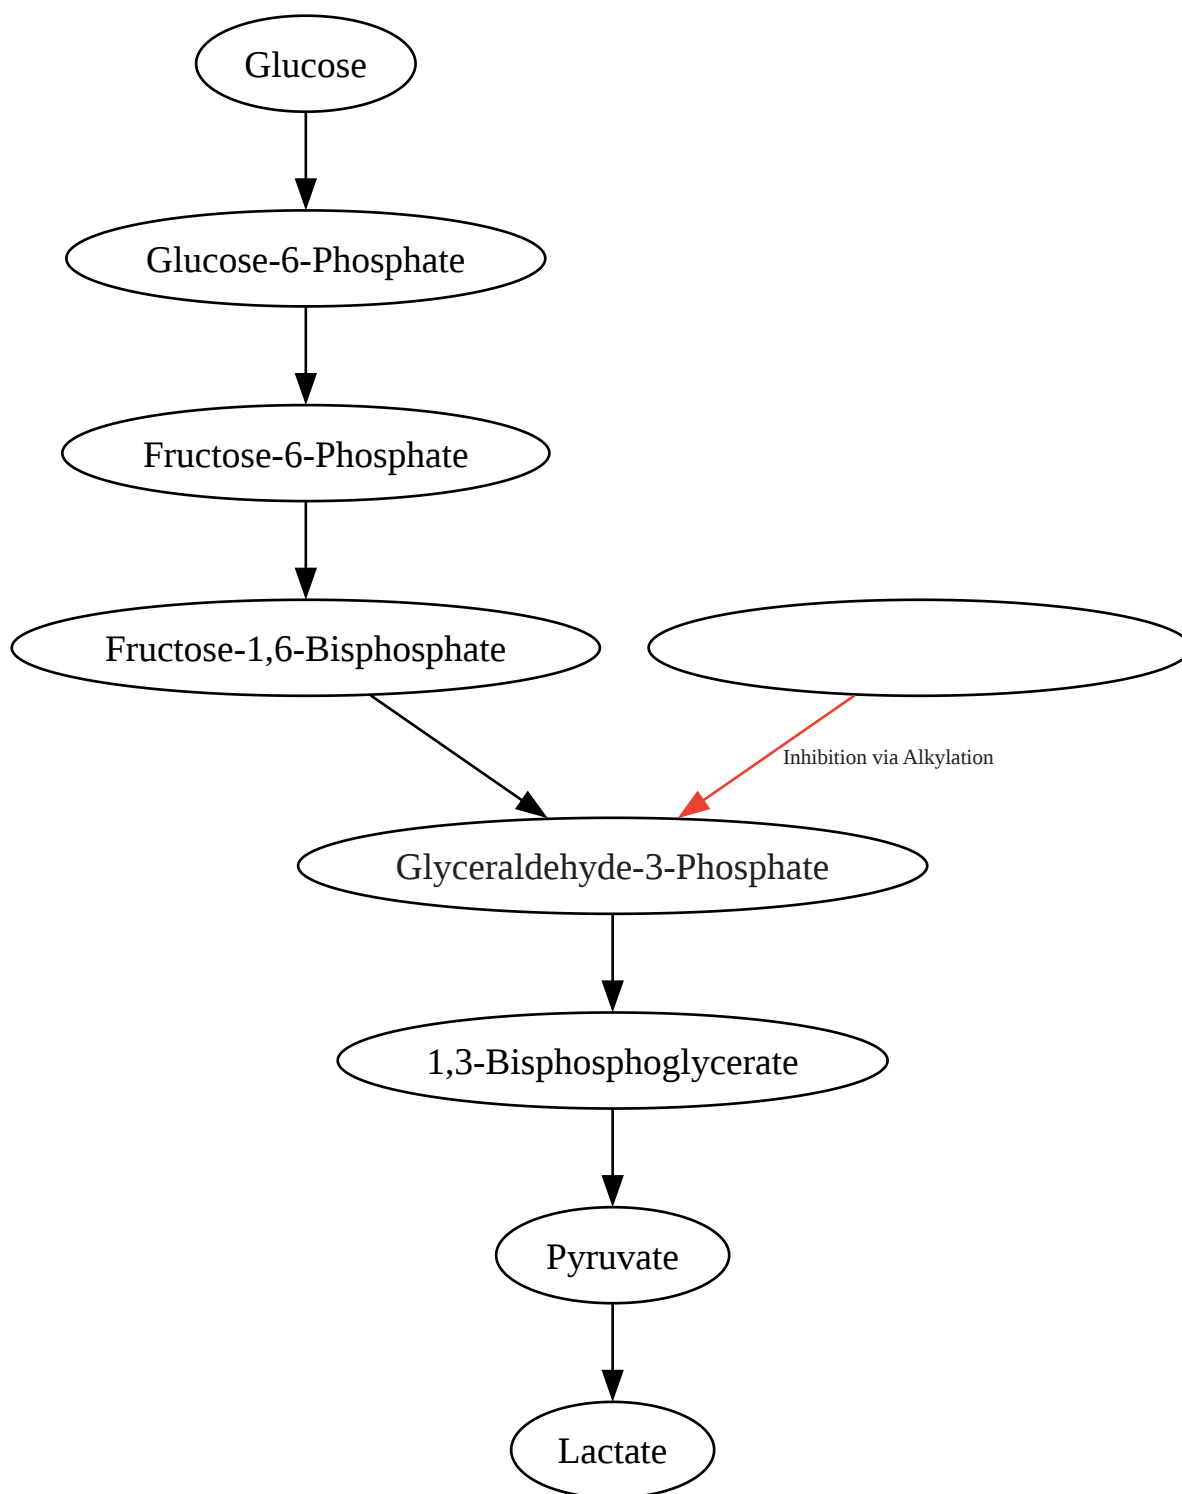 Glucose
Glucose-6-Phosphate
Fructose-6-Phosphate
Fructose-1,6-Bisphosphate
Inhibition via Alkylation
Glyceraldehyde-3-Phosphate
1,3-Bisphosphoglycerate
Pyruvate
Lactate